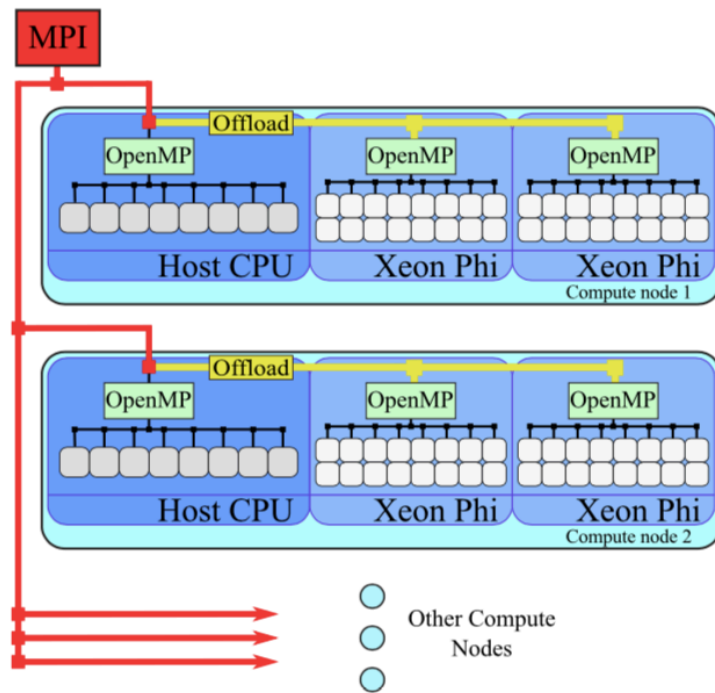 MPI
Offload
OpenMP
OpenMP
OpenMP
Host CPU
Xeon Phi
Xeon Phi
Compute node 1
Offload
OpenMP
OpenMP
OpenMP
Host CPU
Xeon Phi
Xeon Phi
Compute node 2
Other Compute
Nodes